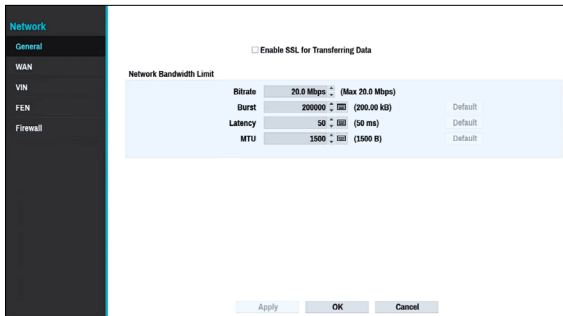 Network
General
WAN
VIN
FEN
Firewall
Enable SSL for Transferring Data
Network Bandwidth Limit
Bitrate 20.0 Mbps (Max 20.0 Mbps)
Burst 200000 (200.00 kB) Default
Latency 50 (50 ms) Default
MTU 1500 (1500 B) Default
Apply OK Cancel